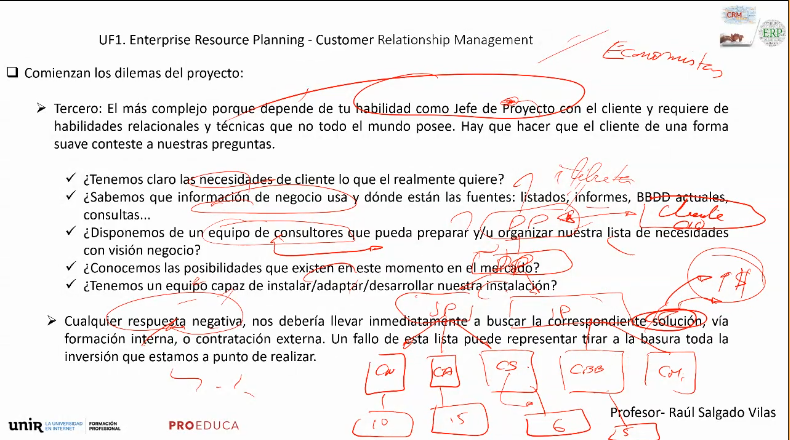 CRM
ERP
UF1. Enterprise Resource Planning - Customer Relationship Management
Economistas
Comienzan los dilemas del proyecto:
Tercero: El más complejo porque depende de tu habilidad como Jefe de Proyecto con el cliente y requiere de
habilidades relacionales y técnicas que no todo el mundo posee. Hay que hacer que el cliente de una forma
suave conteste a nuestras preguntas.
¿Tenemos claro las necesidades de cliente lo que el realmente quiere?
¿Sabemos que información de negocio usa y dónde están las fuentes: listados, informes, BBDD actuales,
consultas...
¿Disponemos de un equipo de consultores que pueda preparar y/u organizar nuestra lista de necesidades
con visión negocio?
¿Conocemos las posibilidades que existen en este momento en el mercado?
¿Tenemos un equipo capaz de instalar/adaptar/desarrollar nuestra instalación?
Cliente
DP
$
JP
JP
Cualquier respuesta negativa, nos debería llevar inmediatamente a buscar la correspondiente solución, vía
formación interna, o contratación externa. Un fallo de esta lista puede representar tirar a la basura toda la
inversión que estamos a punto de realizar.
CN CA CS CBB CM
10 15 6 5
Profesor- Raúl Salgado Vilas
unir LA UNIVERSIDAD EN INTERNET FORMACIÓN PROFESIONAL PROEDUCA